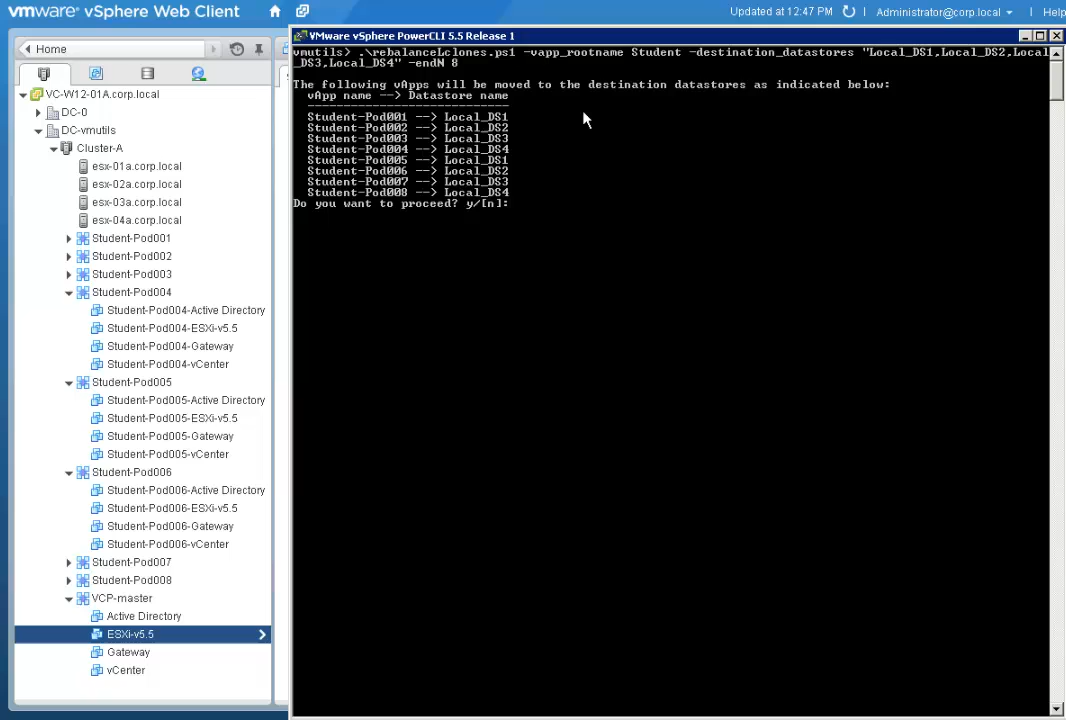 vmware® vSphere Web Client
Updated at 12:47 PM
Administrator@corp.local
Help
Home
VC-W12-01A.corp.local
DC-0
DC-vmutils
Cluster-A
esx-01a.corp.local
esx-02a.corp.local
esx-03a.corp.local
esx-04a.corp.local
Student-Pod001
Student-Pod002
Student-Pod003
Student-Pod004
Student-Pod004-Active Directory
Student-Pod004-ESXi-v5.5
Student-Pod004-Gateway
Student-Pod004-vCenter
Student-Pod005
Student-Pod005-Active Directory
Student-Pod005-ESXi-v5.5
Student-Pod005-Gateway
Student-Pod005-vCenter
Student-Pod006
Student-Pod006-Active Directory
Student-Pod006-ESXi-v5.5
Student-Pod006-Gateway
Student-Pod006-vCenter
Student-Pod007
Student-Pod008
VCP-master
Active Directory
ESXi-v5.5
Gateway
vCenter
VMware vSphere PowerCLI 5.5 Release 1
vmutils> .\rebalanceLclones.ps1 -vapp_rootname Student -destination_datastores "Local_DS1,Local_DS2,Local
_DS3,Local_DS4" -endN 8
The following vApps will be moved to the destination datastores as indicated below:
vApp name --> Datastore name
-----------------------------
Student-Pod001 --> Local_DS1
Student-Pod002 --> Local_DS2
Student-Pod003 --> Local_DS3
Student-Pod004 --> Local_DS4
Student-Pod005 --> Local_DS1
Student-Pod006 --> Local_DS2
Student-Pod007 --> Local_DS3
Student-Pod008 --> Local_DS4
Do you want to proceed? y/[n]: